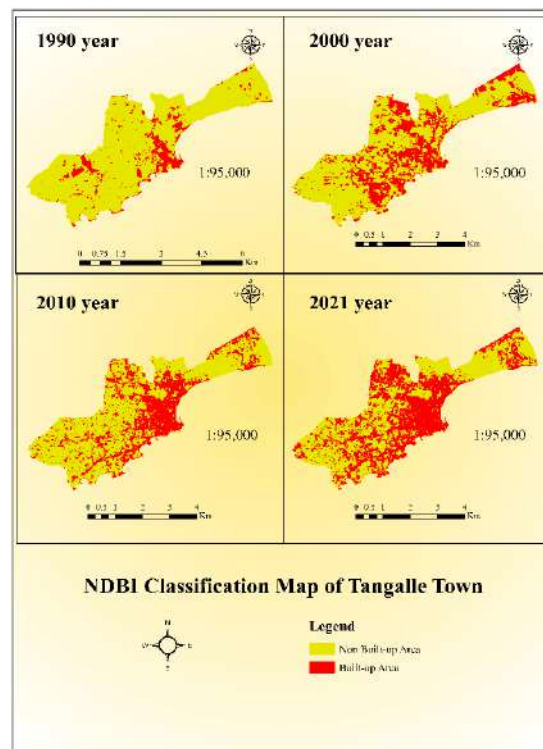 1990 year
1:95,000
0 0.75 1.5 3 4.5 6
Km
2000 year
1:95,000
0 0.5 1 2 3 4
Km
2010 year
1:95,000
0 0.5 1 2 3 4
Km
2021 year
1:95,000
0 0.5 1 2 3 4
Km
NDBI Classification Map of Tangalle Town
N
W E
S
Legend
Non Built-up Area
Built-up Area